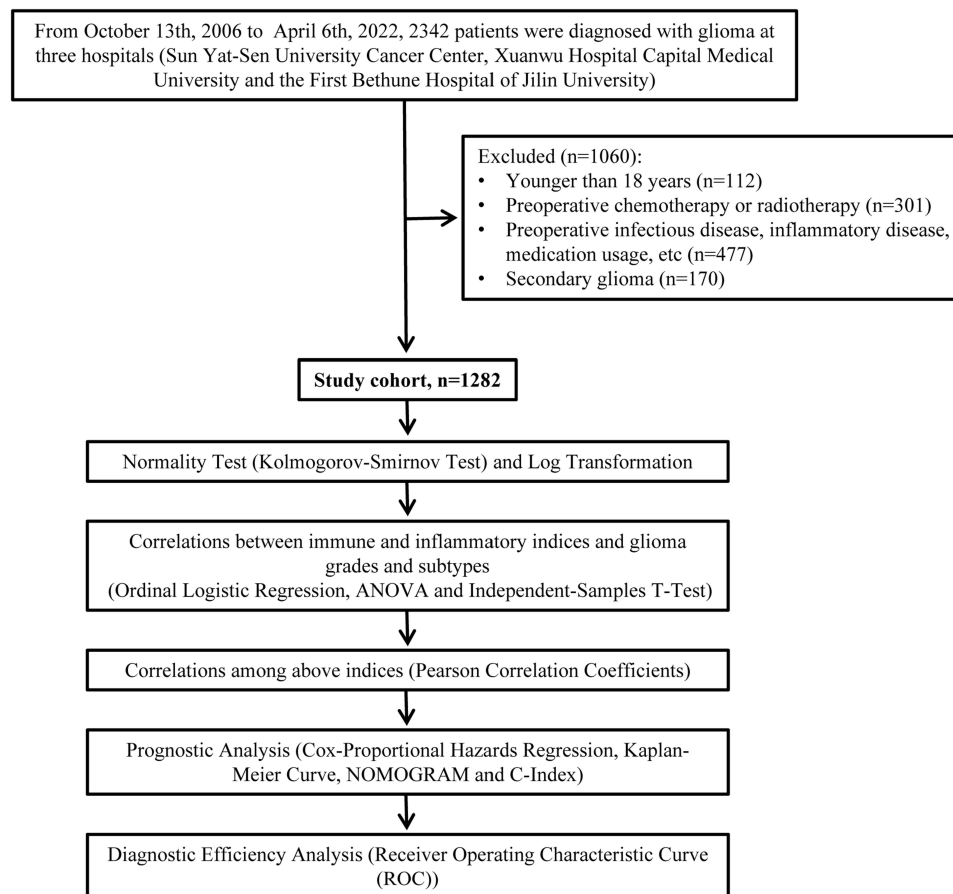 From October 13th, 2006 to April 6th, 2022, 2342 patients were diagnosed with glioma at
three hospitals (Sun Yat-Sen University Cancer Center, Xuanwu Hospital Capital Medical
University and the First Bethune Hospital of Jilin University)
Excluded (n=1060):
• Younger than 18 years (n=112)
• Preoperative chemotherapy or radiotherapy (n=301)
• Preoperative infectious disease, inflammatory disease,
medication usage, etc (n=477)
• Secondary glioma (n=170)
Study cohort, n=1282
Normality Test (Kolmogorov-Smirnov Test) and Log Transformation
Correlations between immune and inflammatory indices and glioma
grades and subtypes
(Ordinal Logistic Regression, ANOVA and Independent-Samples T-Test)
Correlations among above indices (Pearson Correlation Coefficients)
Prognostic Analysis (Cox-Proportional Hazards Regression, Kaplan-
Meier Curve, NOMOGRAM and C-Index)
Diagnostic Efficiency Analysis (Receiver Operating Characteristic Curve
(ROC))